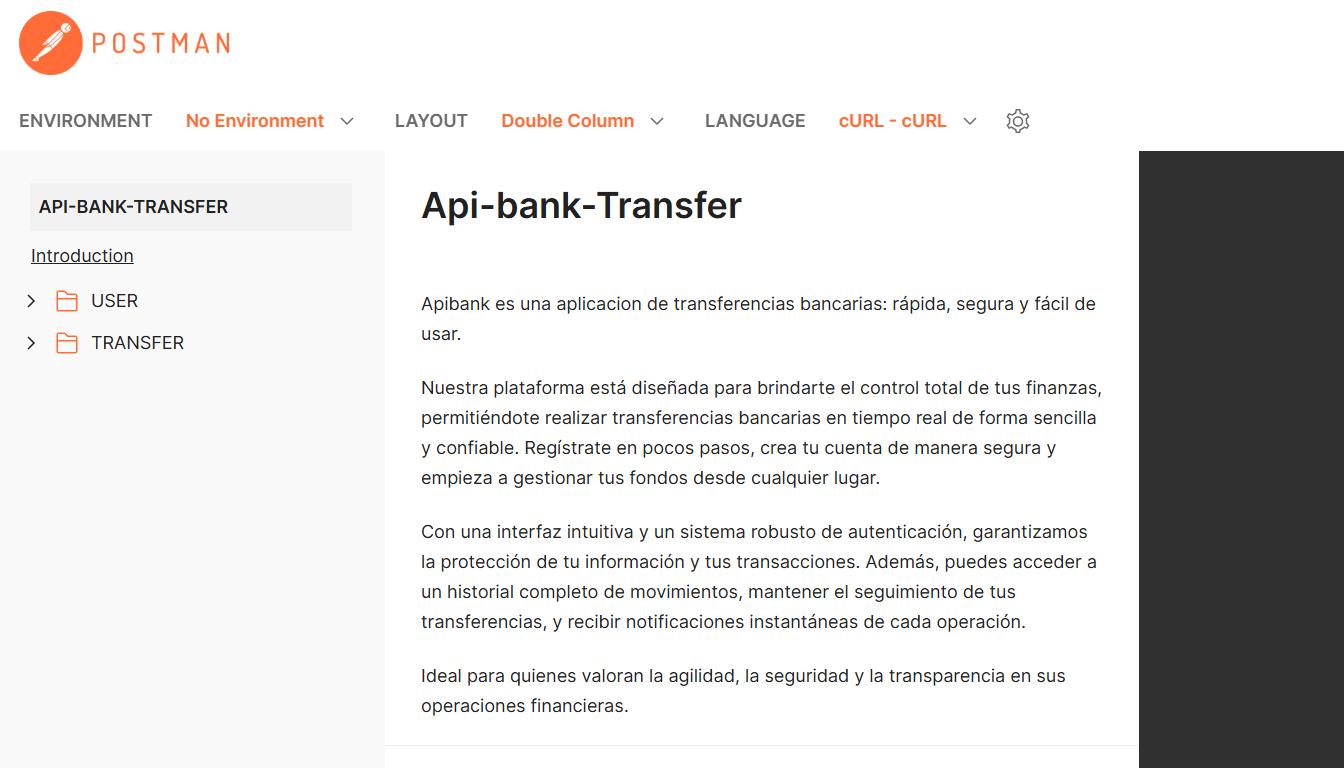 POSTMAN
ENVIRONMENT No Environment LAYOUT Double Column LANGUAGE cURL - cURL
API-BANK-TRANSFER
Introduction
USER
TRANSFER
Api-bank-Transfer
Apibank es una aplicacion de transferencias bancarias: rápida, segura y fácil de
usar.
Nuestra plataforma está diseñada para brindarte el control total de tus finanzas,
permitiéndote realizar transferencias bancarias en tiempo real de forma sencilla
y confiable. Regístrate en pocos pasos, crea tu cuenta de manera segura y
empieza a gestionar tus fondos desde cualquier lugar.
Con una interfaz intuitiva y un sistema robusto de autenticación, garantizamos
la protección de tu información y tus transacciones. Además, puedes acceder a
un historial completo de movimientos, mantener el seguimiento de tus
transferencias, y recibir notificaciones instantáneas de cada operación.
Ideal para quienes valoran la agilidad, la seguridad y la transparencia en sus
operaciones financieras.